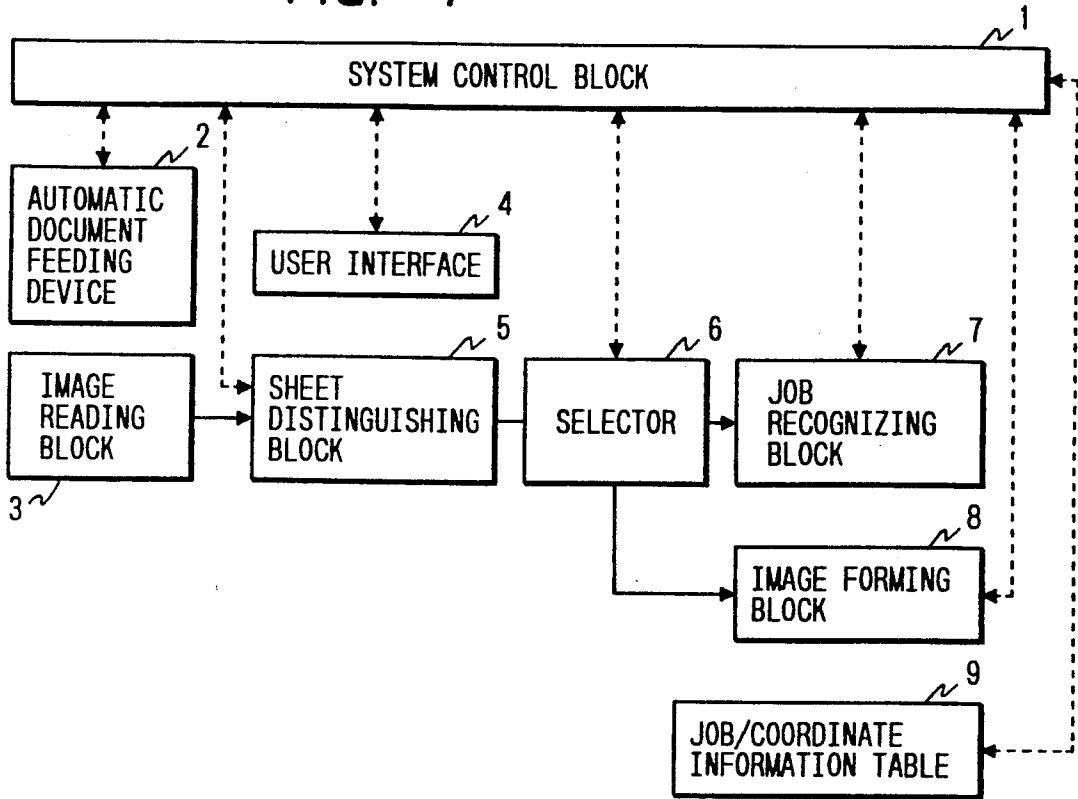 1
SYSTEM CONTROL BLOCK
2
AUTOMATIC
DOCUMENT
FEEDING
DEVICE
4
USER INTERFACE
3
IMAGE
READING
BLOCK
5
SHEET
DISTINGUISHING
BLOCK
6
SELECTOR
7
JOB
RECOGNIZING
BLOCK
8
IMAGE FORMING
BLOCK
9
JOB/COORDINATE
INFORMATION TABLE